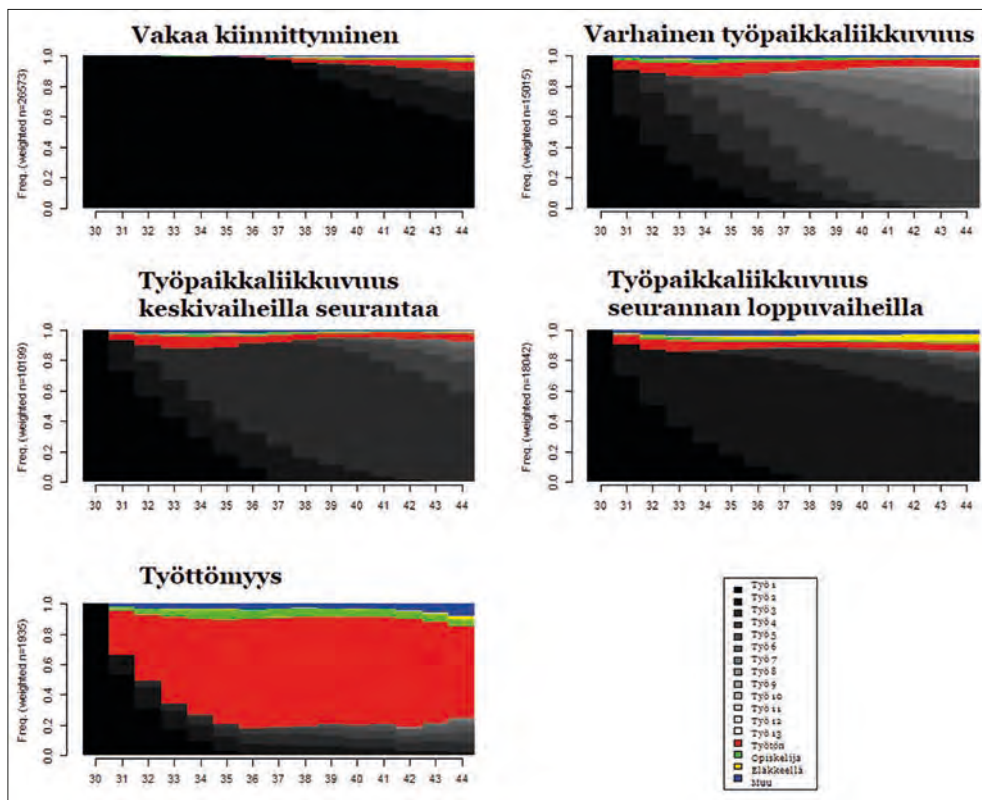 Vakaa kiinnittyminen
Freq. (weighted n=26573)
0.0 0.2 0.4 0.6 0.8 1.0
30 31 32 33 34 35 36 37 38 39 40 41 42 43 44
Varhainen työpaikkaliikkuvuus
Freq. (weighted n=15015)
0.0 0.2 0.4 0.6 0.8 1.0
30 31 32 33 34 35 36 37 38 39 40 41 42 43 44
Työpaikkaliikkuvuus
keskivaiheilla seurantaa
Freq. (weighted n=10199)
0.0 0.2 0.4 0.6 0.8 1.0
30 31 32 33 34 35 36 37 38 39 40 41 42 43 44
Työpaikkaliikkuvuus
seurannan loppuvaiheilla
Freq. (weighted n=18042)
0.0 0.2 0.4 0.6 0.8 1.0
30 31 32 33 34 35 36 37 38 39 40 41 42 43 44
Työttömyys
Freq. (weighted n=1935)
0.0 0.2 0.4 0.6 0.8 1.0
30 31 32 33 34 35 36 37 38 39 40 41 42 43 44
Työ 1
Työ 2
Työ 3
Työ 4
Työ 5
Työ 6
Työ 7
Työ 8
Työ 9
Työ 10
Työ 11
Työ 12
Työ 13
Työtön
Opiskelija
Eläkkeellä
Muu